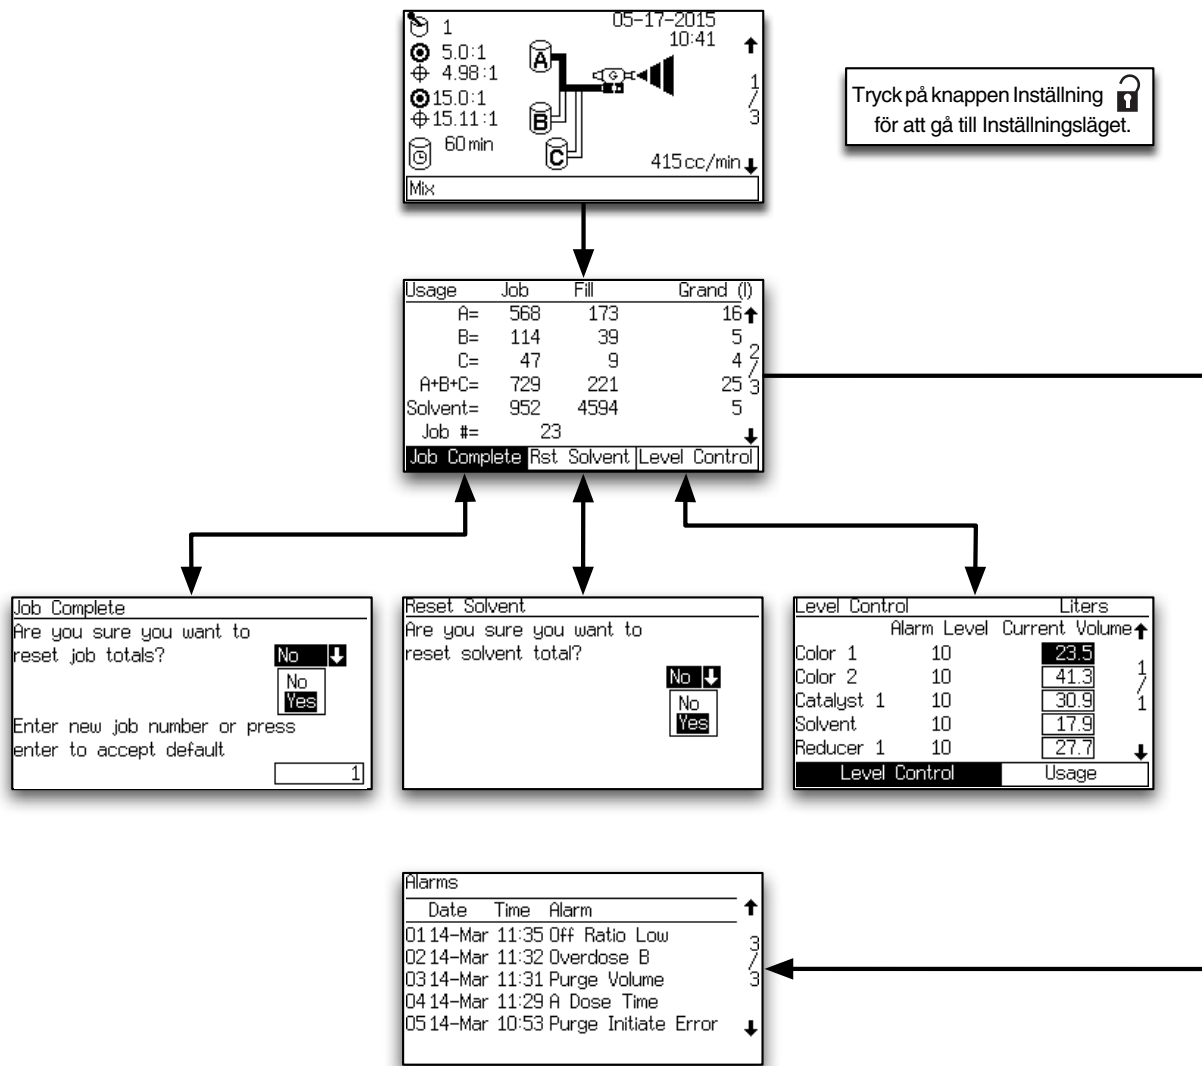 1
05-17-2015
10:41
5.0:1
4.98:1
15.0:1
15.11:1
60 min
A
B
C
G
1
/
3
415 cc/min
Mix
Tryck på knappen Inställning
för att gå till Inställningsläget.
Usage Job Fill Grand (l)
A= 568 173 16
B= 114 39 5
C= 47 9 4
A+B+C= 729 221 25
Solvent= 952 4594 5
Job #= 23
2
/
3
Job Complete Rst Solvent Level Control
Job Complete
Are you sure you want to
reset job totals?
No
No
Yes
Enter new job number or press
enter to accept default
1
Reset Solvent
Are you sure you want to
reset solvent total?
No
No
Yes
Level Control Liters
Alarm Level Current Volume
Color 1 10 23.5
Color 2 10 41.3
Catalyst 1 10 30.9
Solvent 10 17.9
Reducer 1 10 27.7
1
/
1
Level Control Usage
Alarms
Date Time Alarm
01 14-Mar 11:35 Off Ratio Low
02 14-Mar 11:32 Overdose B
03 14-Mar 11:31 Purge Volume
04 14-Mar 11:29 A Dose Time
05 14-Mar 10:53 Purge Initiate Error
3
/
3